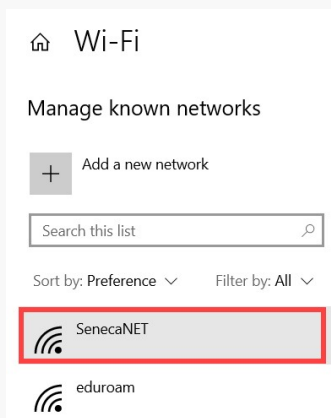 Wi-Fi
Manage known networks
Add a new network
Search this list
Sort by: Preference Filter by: All
SenecaNET
eduroam